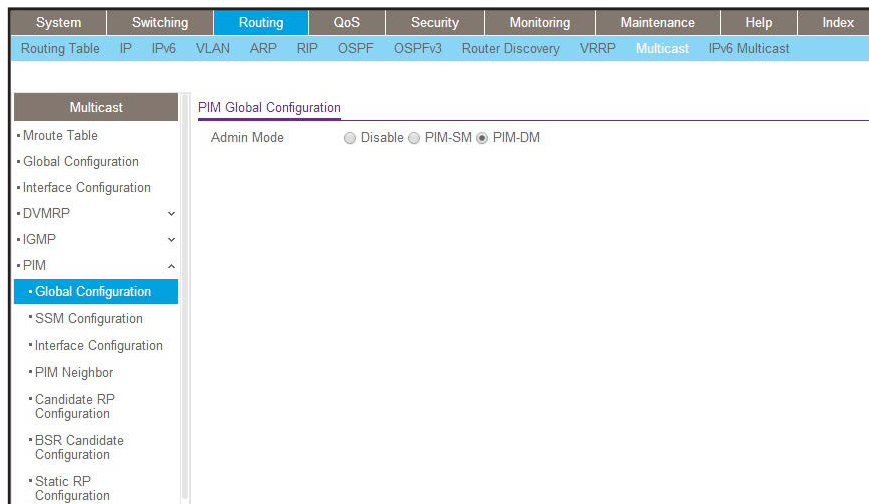 System Switching Routing QoS Security Monitoring Maintenance Help Index
Routing Table IP IPv6 VLAN ARP RIP OSPF OSPFv3 Router Discovery VRRP Multicast IPv6 Multicast
Multicast
Mroute Table
Global Configuration
Interface Configuration
DVMRP
IGMP
PIM
Global Configuration
SSM Configuration
Interface Configuration
PIM Neighbor
Candidate RP
Configuration
BSR Candidate
Configuration
Static RP
Configuration
PIM Global Configuration
Admin Mode Disable PIM-SM PIM-DM